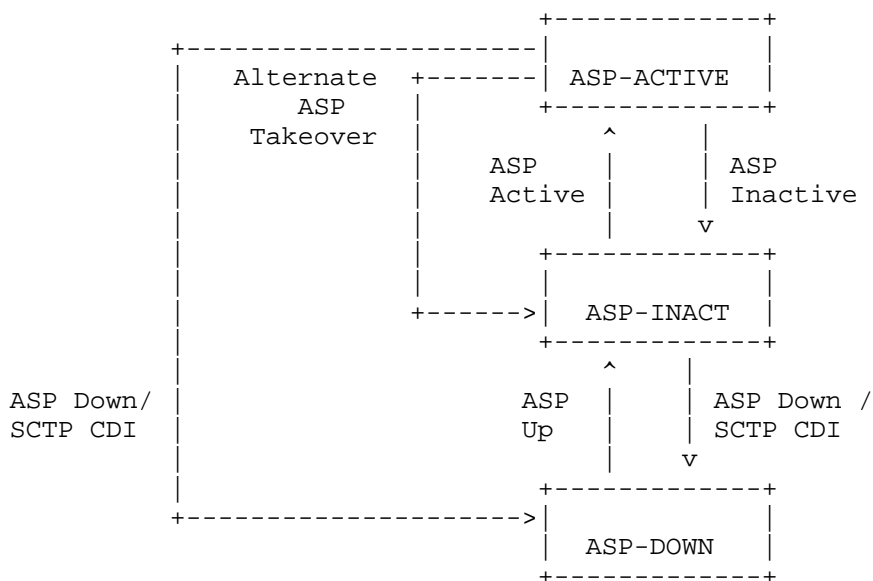 Alternate
ASP-ACTIVE
ASP
Takeover
ASP
ASP
Active
Inactive
ASP-INACT
ASP Down/
ASP
ASP Down /
SCTP CDI
Up
SCTP CDI
ASP-DOWN